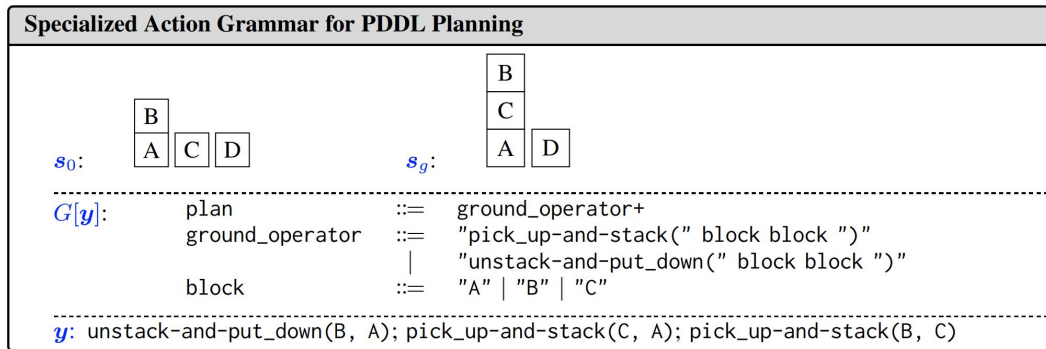 Specialized Action Grammar for PDDL Planning
B
B
C
s0: A C D sg: A D
G[y]: plan ::= ground_operator+
ground_operator ::= "pick_up-and-stack(" block block ")"
| "unstack-and-put_down(" block block ")"
block ::= "A" | "B" | "C"
y: unstack-and-put_down(B, A); pick_up-and-stack(C, A); pick_up-and-stack(B, C)